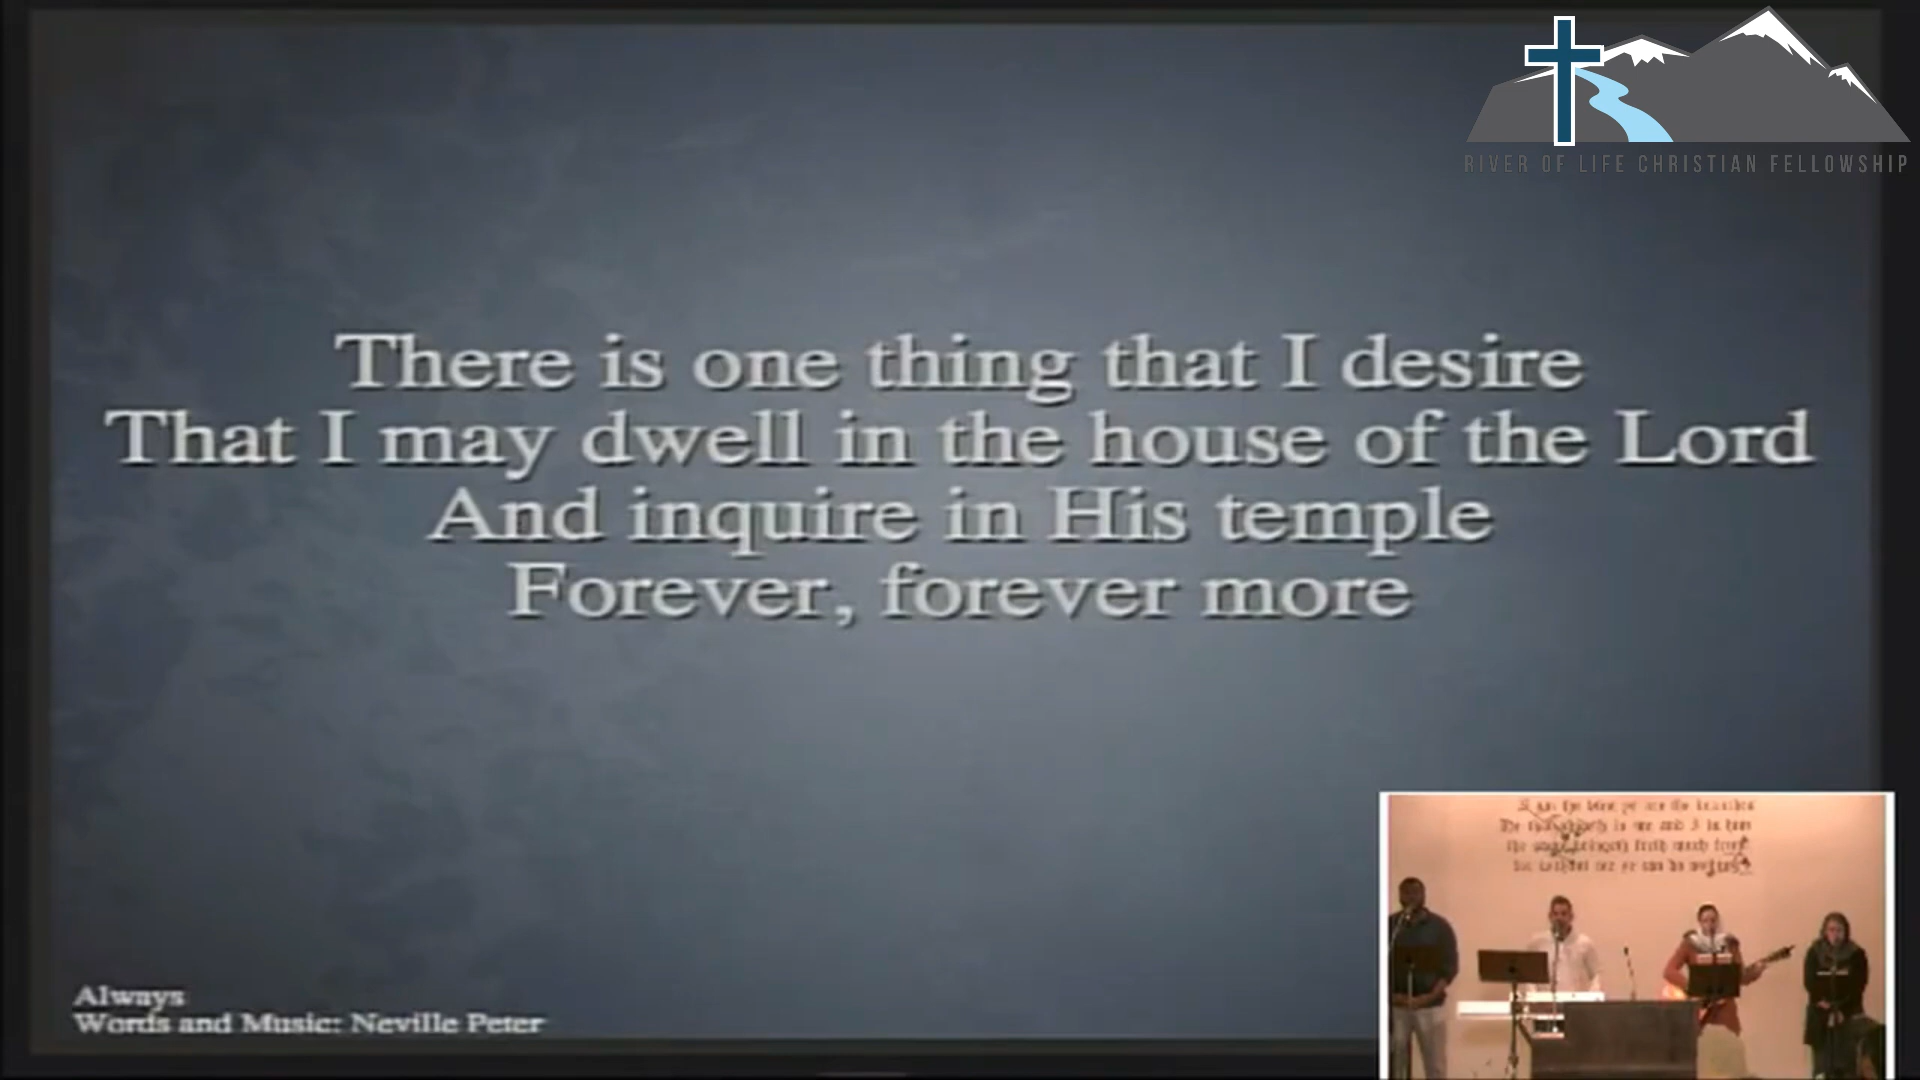 RIVER OF LIFE CHRISTIAN FELLOWSHIP
There is one thing that I desire
That I may dwell in the house of the Lord
And inquire in His temple
Forever, forever more
Always
Words and Music: Neville Peter